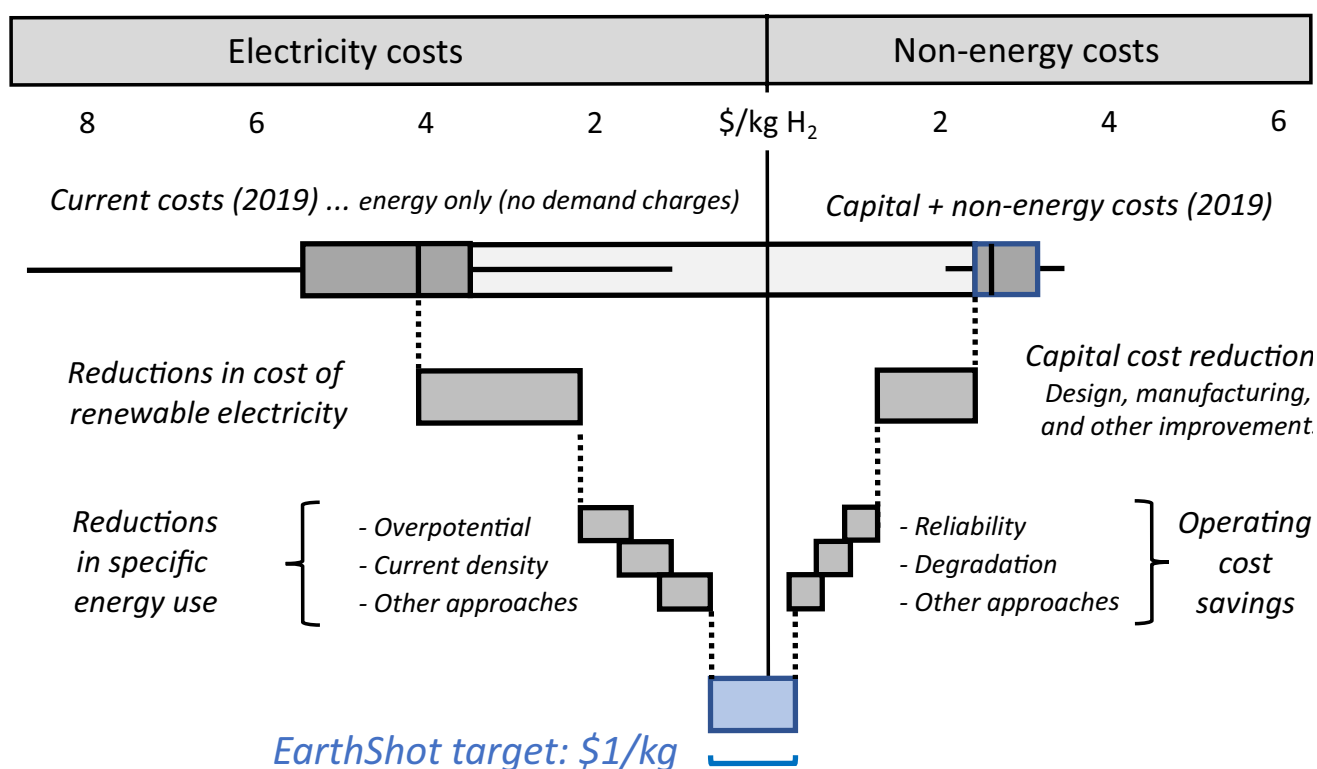 Electricity costs
Non-energy costs
8 6 4 2 $/kg H₂ 2 4 6
Current costs (2019) ... energy only (no demand charges)
Capital + non-energy costs (2019)
Reductions in cost of
renewable electricity
Capital cost reduction
Design, manufacturing,
and other improvement
Reductions
in specific
energy use
- Overpotential
- Current density
- Other approaches
- Reliability
- Degradation
- Other approaches
Operating
cost
savings
EarthShot target: $1/kg